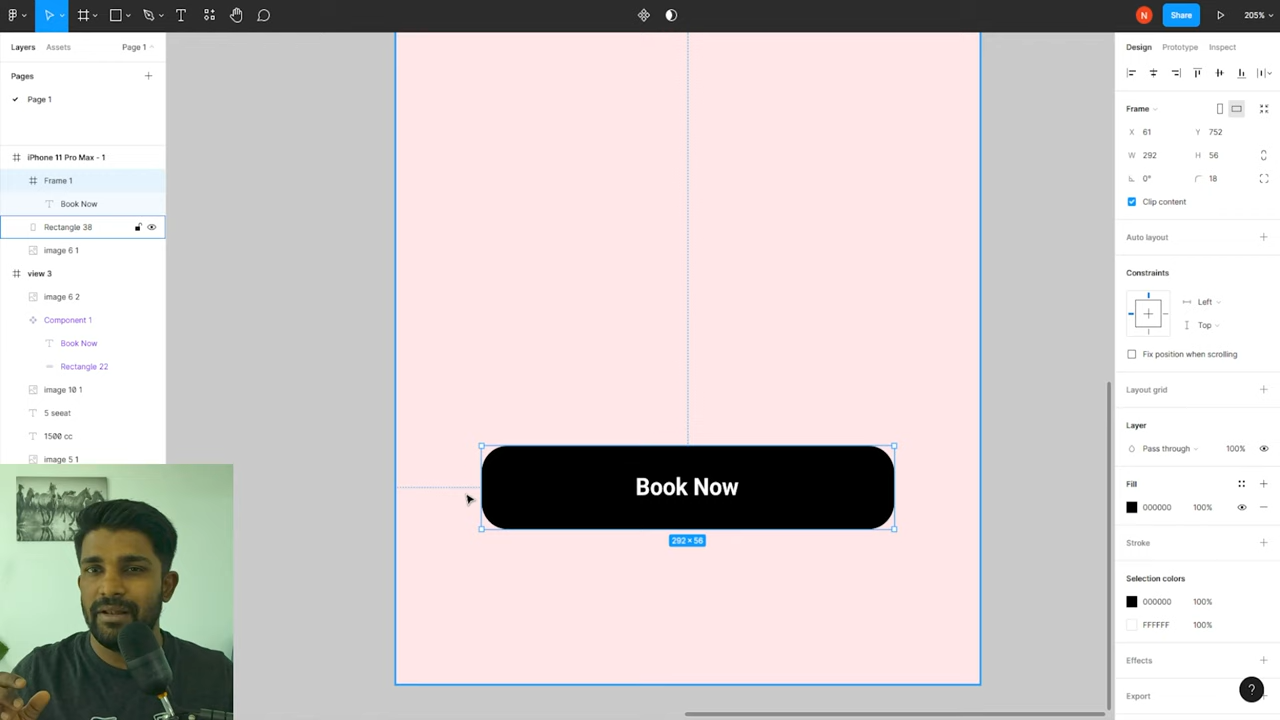 N
Share
205%
Layers
Assets
Page 1
Pages
Page 1
iPhone 11 Pro Max - 1
Frame 1
Book Now
Rectangle 38
image 6 1
view 3
image 6 2
Component 1
Book Now
Rectangle 22
image 10 1
5 seeat
1500 cc
image 5 1
Book Now
292 × 56
Design
Prototype
Inspect
Frame
X 61
Y 752
W 292
H 56
0°
18
Clip content
Auto layout
Constraints
Left
Top
Fix position when scrolling
Layout grid
Layer
Pass through
100%
Fill
000000
100%
Stroke
Selection colors
000000
100%
FFFFFF
100%
Effects
Export
?